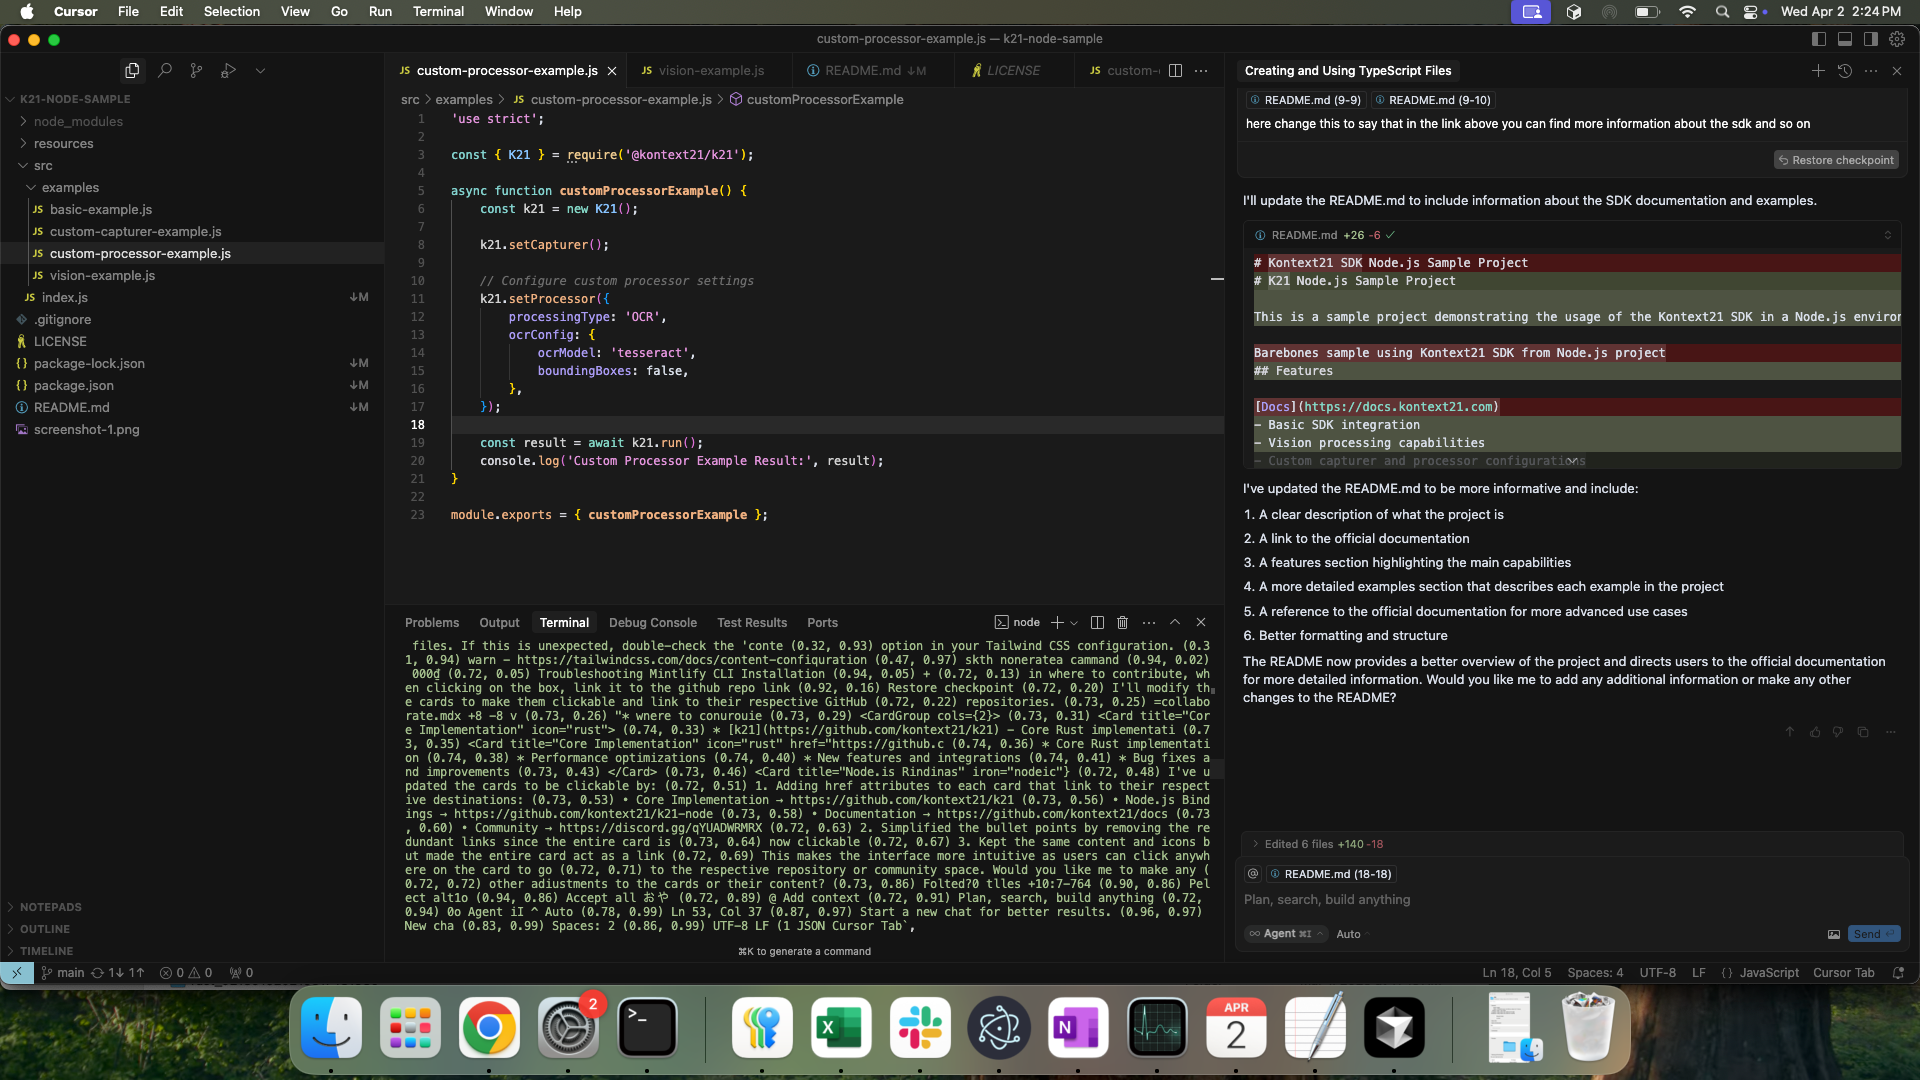 Cursor File Edit Selection View Go Run Terminal Window Help
Wed Apr 2 2:24 PM
custom-processor-example.js — k21-node-sample
K21-NODE-SAMPLE
node_modules
resources
src
examples
JS basic-example.js
JS custom-capturer-example.js
JS custom-processor-example.js
JS vision-example.js
JS index.js ↓M
.gitignore
LICENSE
{} package-lock.json ↓M
{} package.json ↓M
README.md ↓M
screenshot-1.png
NOTEPADS
OUTLINE
TIMELINE
JS custom-processor-example.js JS vision-example.js README.md ↓M LICENSE JS custom-
src > examples > JS custom-processor-example.js > customProcessorExample
1 'use strict';
2
3 const { K21 } = require('@kontext21/k21');
4
5 async function customProcessorExample() {
6 const k21 = new K21();
7
8 k21.setCapturer();
9
10 // Configure custom processor settings
11 k21.setProcessor({
12 processingType: 'OCR',
13 ocrConfig: {
14 ocrModel: 'tesseract',
15 boundingBoxes: false,
16 },
17 });
18
19 const result = await k21.run();
20 console.log('Custom Processor Example Result:', result);
21 }
22
23 module.exports = { customProcessorExample };
Problems Output Terminal Debug Console Test Results Ports
node
files. If this is unexpected, double-check the 'conte (0.32, 0.93) option in your Tailwind CSS configuration. (0.3
1, 0.94) warn - https://tailwindcss.com/docs/content-confiquration (0.47, 0.97) skth noneratea cammand (0.94, 0.02)
000₫ (0.72, 0.05) Troubleshooting Mintlify CLI Installation (0.94, 0.05) + (0.72, 0.13) in where to contribute, wh
en clicking on the box, link it to the github repo link (0.92, 0.16) Restore checkpoint (0.72, 0.20) I'll modify th
e cards to make them clickable and link to their respective GitHub (0.72, 0.22) repositories. (0.73, 0.25) =collabo
rate.mdx +8 -8 v (0.73, 0.26) "* wnere to conurouie (0.73, 0.29) <CardGroup cols={2}> (0.73, 0.31) <Card title="Cor
e Implementation" icon="rust"> (0.74, 0.33) * [k21](https://github.com/kontext21/k21) - Core Rust implementati (0.7
3, 0.35) <Card title="Core Implementation" icon="rust" href="https://github.c (0.74, 0.36) * Core Rust implementati
on (0.74, 0.38) * Performance optimizations (0.74, 0.40) * New features and integrations (0.74, 0.41) * Bug fixes a
nd improvements (0.73, 0.43) </Card> (0.73, 0.46) <Card title="Node.is Rindinas" iron="nodeic"} (0.72, 0.48) I've u
pdated the cards to be clickable by: (0.72, 0.51) 1. Adding href attributes to each card that link to their respect
ive destinations: (0.73, 0.53) • Core Implementation → https://github.com/kontext21/k21 (0.73, 0.56) • Node.js Bind
ings → https://github.com/kontext21/k21-node (0.73, 0.58) • Documentation → https://github.com/kontext21/docs (0.73
, 0.60) • Community → https://discord.gg/qYUADWRMRX (0.72, 0.63) 2. Simplified the bullet points by removing the re
dundant links since the entire card is (0.73, 0.64) now clickable (0.72, 0.67) 3. Kept the same content and icons b
ut made the entire card act as a link (0.72, 0.69) This makes the interface more intuitive as users can click anywh
ere on the card to go (0.72, 0.71) to the respective repository or community space. Would you like me to make any (
0.72, 0.72) other adiustments to the cards or their content? (0.73, 0.86) Folted?0 tlles +10:7-764 (0.90, 0.86) Pel
ect alt1o (0.94, 0.86) Accept all おや (0.72, 0.89) @ Add context (0.72, 0.91) Plan, search, build anything (0.72,
0.94) 0o Agent iI ^ Auto (0.78, 0.99) Ln 53, Col 37 (0.87, 0.97) Start a new chat for better results. (0.96, 0.97)
New cha (0.83, 0.99) Spaces: 2 (0.86, 0.99) UTF-8 LF (1 JSON Cursor Tab`,
⌘K to generate a command
Creating and Using TypeScript Files
README.md (9-9) README.md (9-10)
here change this to say that in the link above you can find more information about the sdk and so on
Restore checkpoint
I'll update the README.md to include information about the SDK documentation and examples.
README.md +26 -6
# Kontext21 SDK Node.js Sample Project
# K21 Node.js Sample Project
This is a sample project demonstrating the usage of the Kontext21 SDK in a Node.js environ
Barebones sample using Kontext21 SDK from Node.js project
## Features
[Docs](https://docs.kontext21.com)
- Basic SDK integration
- Vision processing capabilities
- Custom capturer and processor configurations
I've updated the README.md to be more informative and include:
1. A clear description of what the project is
2. A link to the official documentation
3. A features section highlighting the main capabilities
4. A more detailed examples section that describes each example in the project
5. A reference to the official documentation for more advanced use cases
6. Better formatting and structure
The README now provides a better overview of the project and directs users to the official documentation
for more detailed information. Would you like me to add any additional information or make any other
changes to the README?
Edited 6 files +140 -18
@ README.md (18-18)
Plan, search, build anything
∞ Agent ⌘I Auto
Send
main 1↓ 1↑ 0 0 0
Ln 18, Col 5 Spaces: 4 UTF-8 LF {} JavaScript Cursor Tab
2
>_
X
N
APR
2